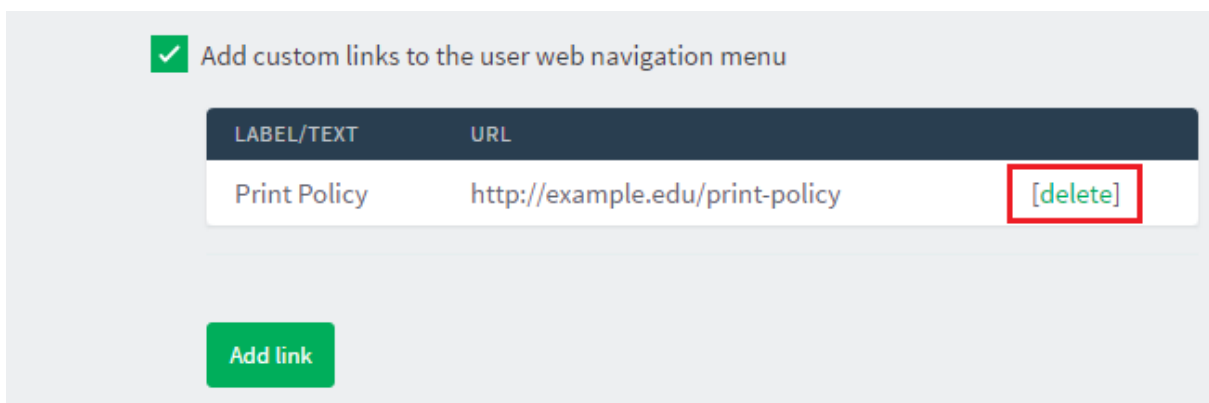 Add custom links to the user web navigation menu
LABEL/TEXT URL
Print Policy http://example.edu/print-policy [delete]
Add link